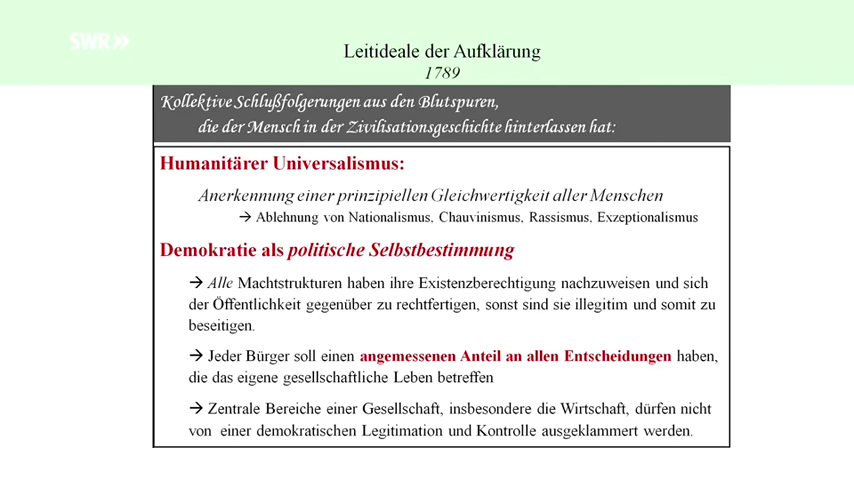 SWR»
Leitideale der Aufklärung
1789
Kollektive Schlußfolgerungen aus den Blutspuren,
die der Mensch in der Zivilisationsgeschichte hinterlassen hat:
Humanitärer Universalismus:
Anerkennung einer prinzipiellen Gleichwertigkeit aller Menschen
→ Ablehnung von Nationalismus, Chauvinismus, Rassismus, Exzeptionalismus
Demokratie als politische Selbstbestimmung
→ Alle Machtstrukturen haben ihre Existenzberechtigung nachzuweisen und sich
der Öffentlichkeit gegenüber zu rechtfertigen, sonst sind sie illegitim und somit zu
beseitigen.
→ Jeder Bürger soll einen angemessenen Anteil an allen Entscheidungen haben,
die das eigene gesellschaftliche Leben betreffen
→ Zentrale Bereiche einer Gesellschaft, insbesondere die Wirtschaft, dürfen nicht
von einer demokratischen Legitimation und Kontrolle ausgeklammert werden.